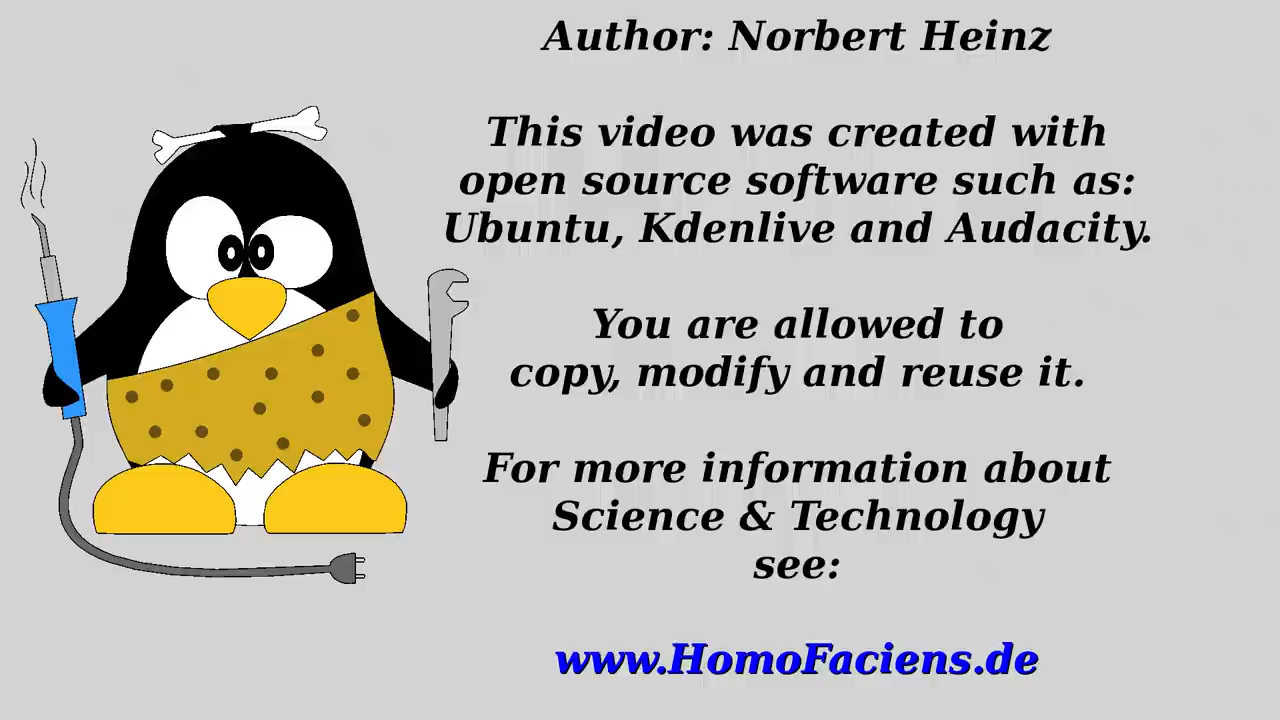 Author: Norbert Heinz
This video was created with
open source software such as:
Ubuntu, Kdenlive and Audacity.
You are allowed to
copy, modify and reuse it.
For more information about
Science & Technology
see:
www.HomoFaciens.de